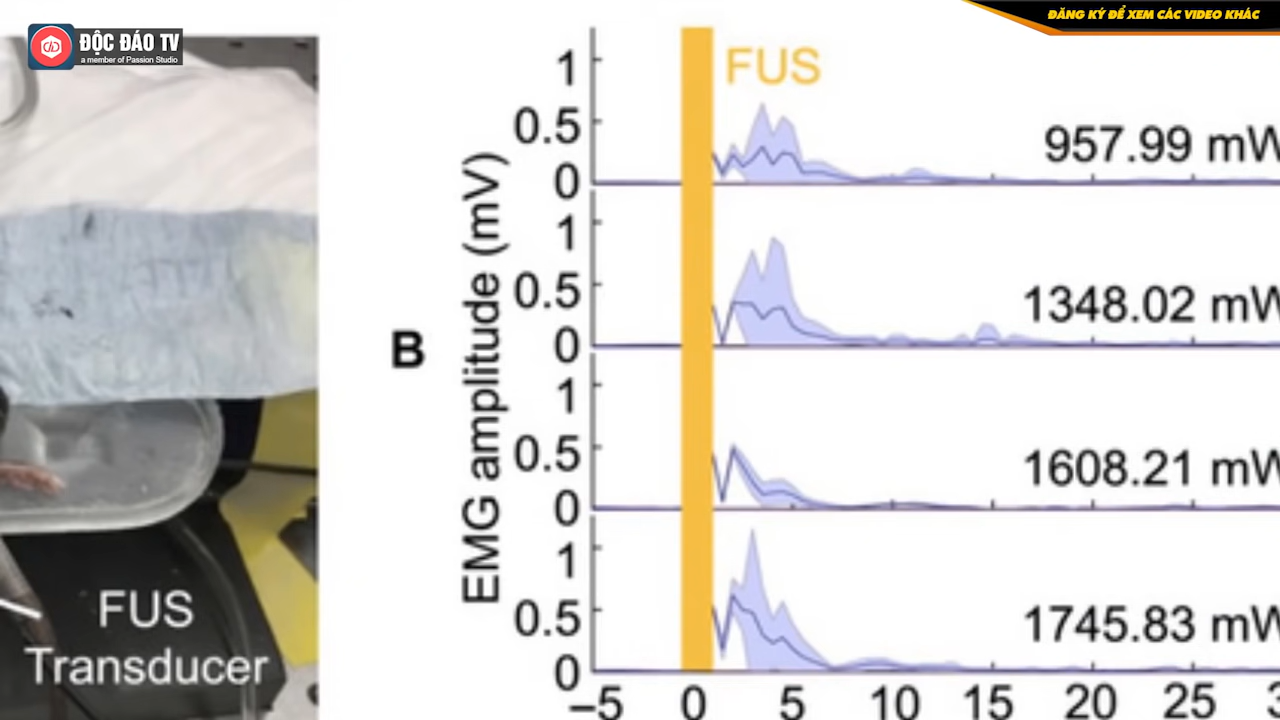 ĐĂNG KÝ ĐỂ XEM CÁC VIDEO KHÁC
ĐỘC ĐÁO TV
a member of Passion Studio
FUS
Transducer
B
EMG amplitude (mV)
FUS
1
0.5
0
957.99 mW
1
0.5
0
1348.02 mW
1
0.5
0
1608.21 mW
1
0.5
0
1745.83 mW
–5 0 5 10 15 20 25